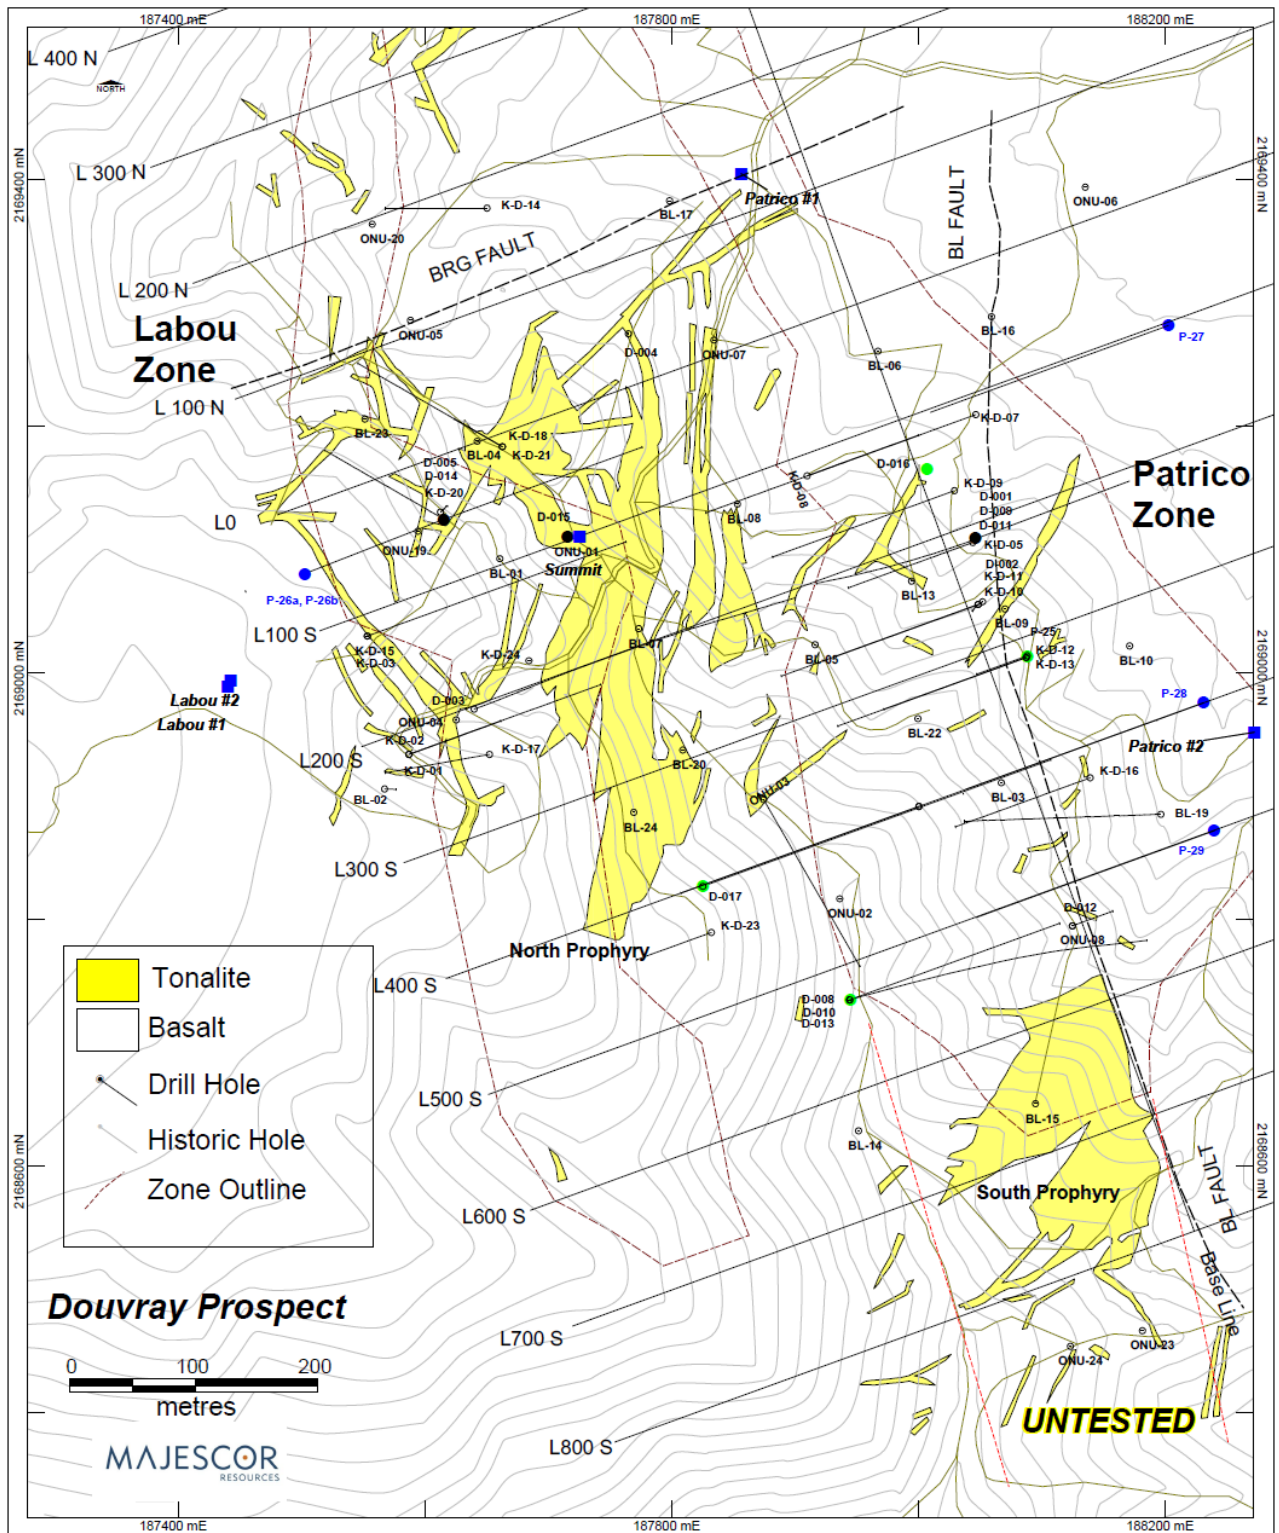 187400 mE
187800 mE
188200 mE
L 400 N
NORTH
2169400 mN
2169400 mN
L 300 N
K-D-14
BL-17
Patrico #1
ONU-06
ONU-20
BRG FAULT
BL FAULT
L 200 N
Labou
Zone
ONU-05
D-004
ONU-07
BL-16
P-27
BL-06
L 100 N
K-D-07
BL-23
BL-04
K-D-18
K-D-21
D-005
D-014
K-D-20
D-016
K-D-08
K-D-09
D-001
D-009
D-011
K-D-05
Patrico
Zone
L0
D-015
BL-08
ONU-19
ONU-01
Summit
BL-01
D-002
K-D-11
K-D-10
BL-13
P-26a, P-26b
BL-09
L100 S
K-D-15
K-D-03
K-D-24
BL-07
BL-05
P-25
K-D-12
K-D-13
BL-10
Labou #2
Labou #1
D-003
ONU-04
K-D-02
P-28
BL-22
Patrico #2
2169000 mN
2169000 mN
L200 S
K-D-01
K-D-17
BL-20
K-D-16
BL-02
ONU-03
BL-03
BL-24
BL-19
P-29
L300 S
D-017
ONU-02
D-012
K-D-23
ONU-08
North Prophyry
L400 S
D-008
D-010
D-013
Tonalite
Basalt
Drill Hole
Historic Hole
Zone Outline
L500 S
BL-15
BL-14
2168600 mN
2168600 mN
South Prophyry
BL FAULT
L600 S
Base Line
Douvray Prospect
L700 S
ONU-23
ONU-24
0 100 200
metres
UNTESTED
L800 S
MAJESCOR
RESOURCES
187400 mE
187800 mE
188200 mE